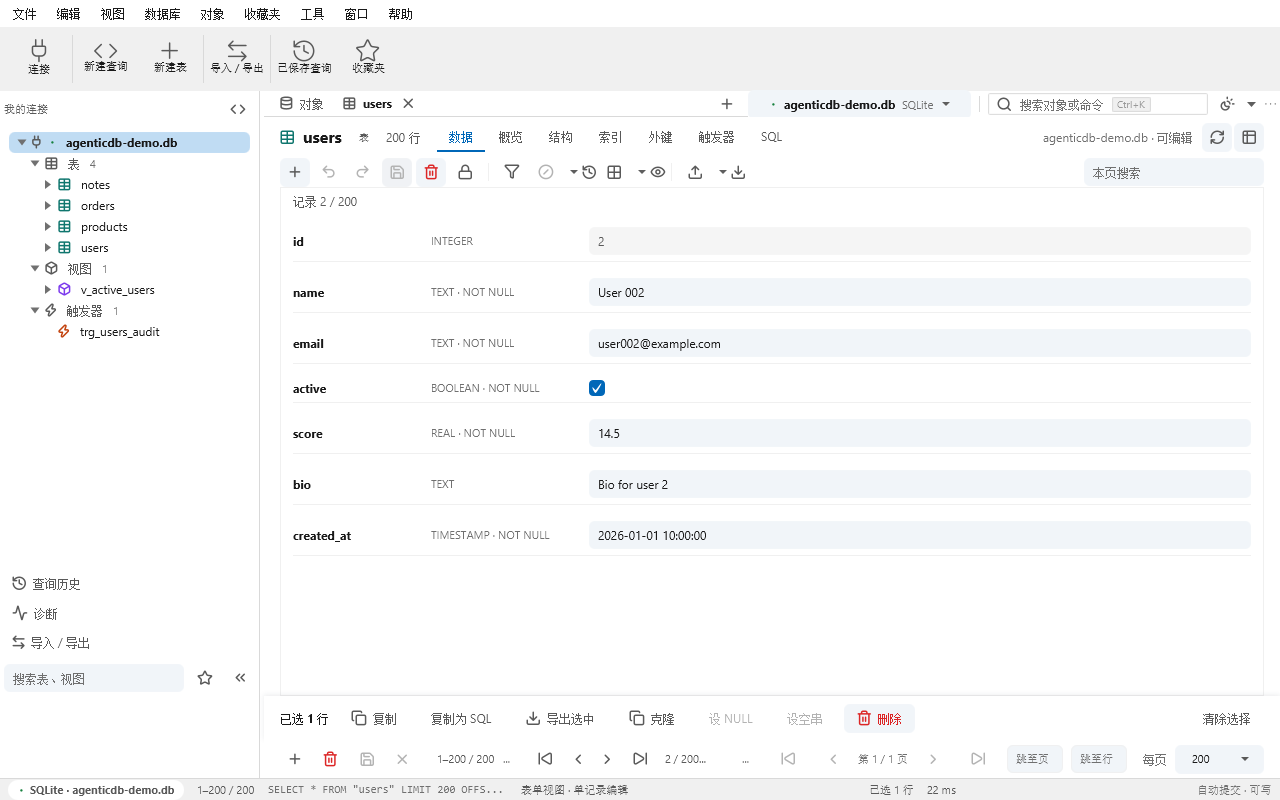 文件 编辑 视图 数据库 对象 收藏夹 工具 窗口 帮助
连接 新建查询 新建表 导入 / 导出 已保存查询 收藏夹
我的连接
agenticdb-demo.db
表 4
notes
orders
products
users
视图 1
v_active_users
触发器 1
trg_users_audit
查询历史
诊断
导入 / 导出
搜索表、视图
对象 users agenticdb-demo.db SQLite 搜索对象或命令 Ctrl+K
users 表 200 行 数据 概览 结构 索引 外键 触发器 SQL agenticdb-demo.db · 可编辑
本页搜索
记录 2 / 200
id INTEGER 2
name TEXT · NOT NULL User 002
email TEXT · NOT NULL user002@example.com
active BOOLEAN · NOT NULL
score REAL · NOT NULL 14.5
bio TEXT Bio for user 2
created_at TIMESTAMP · NOT NULL 2026-01-01 10:00:00
已选 1 行 复制 复制为 SQL 导出选中 克隆 设 NULL 设空串 删除 清除选择
1–200 / 200 ... 2 / 200... ... 第 1 / 1 页 跳至页 跳至行 每页 200
SQLite · agenticdb-demo.db 1–200 / 200 SELECT * FROM "users" LIMIT 200 OFFS... 表单视图 · 单记录编辑 已选 1 行 22 ms 自动提交 · 可写